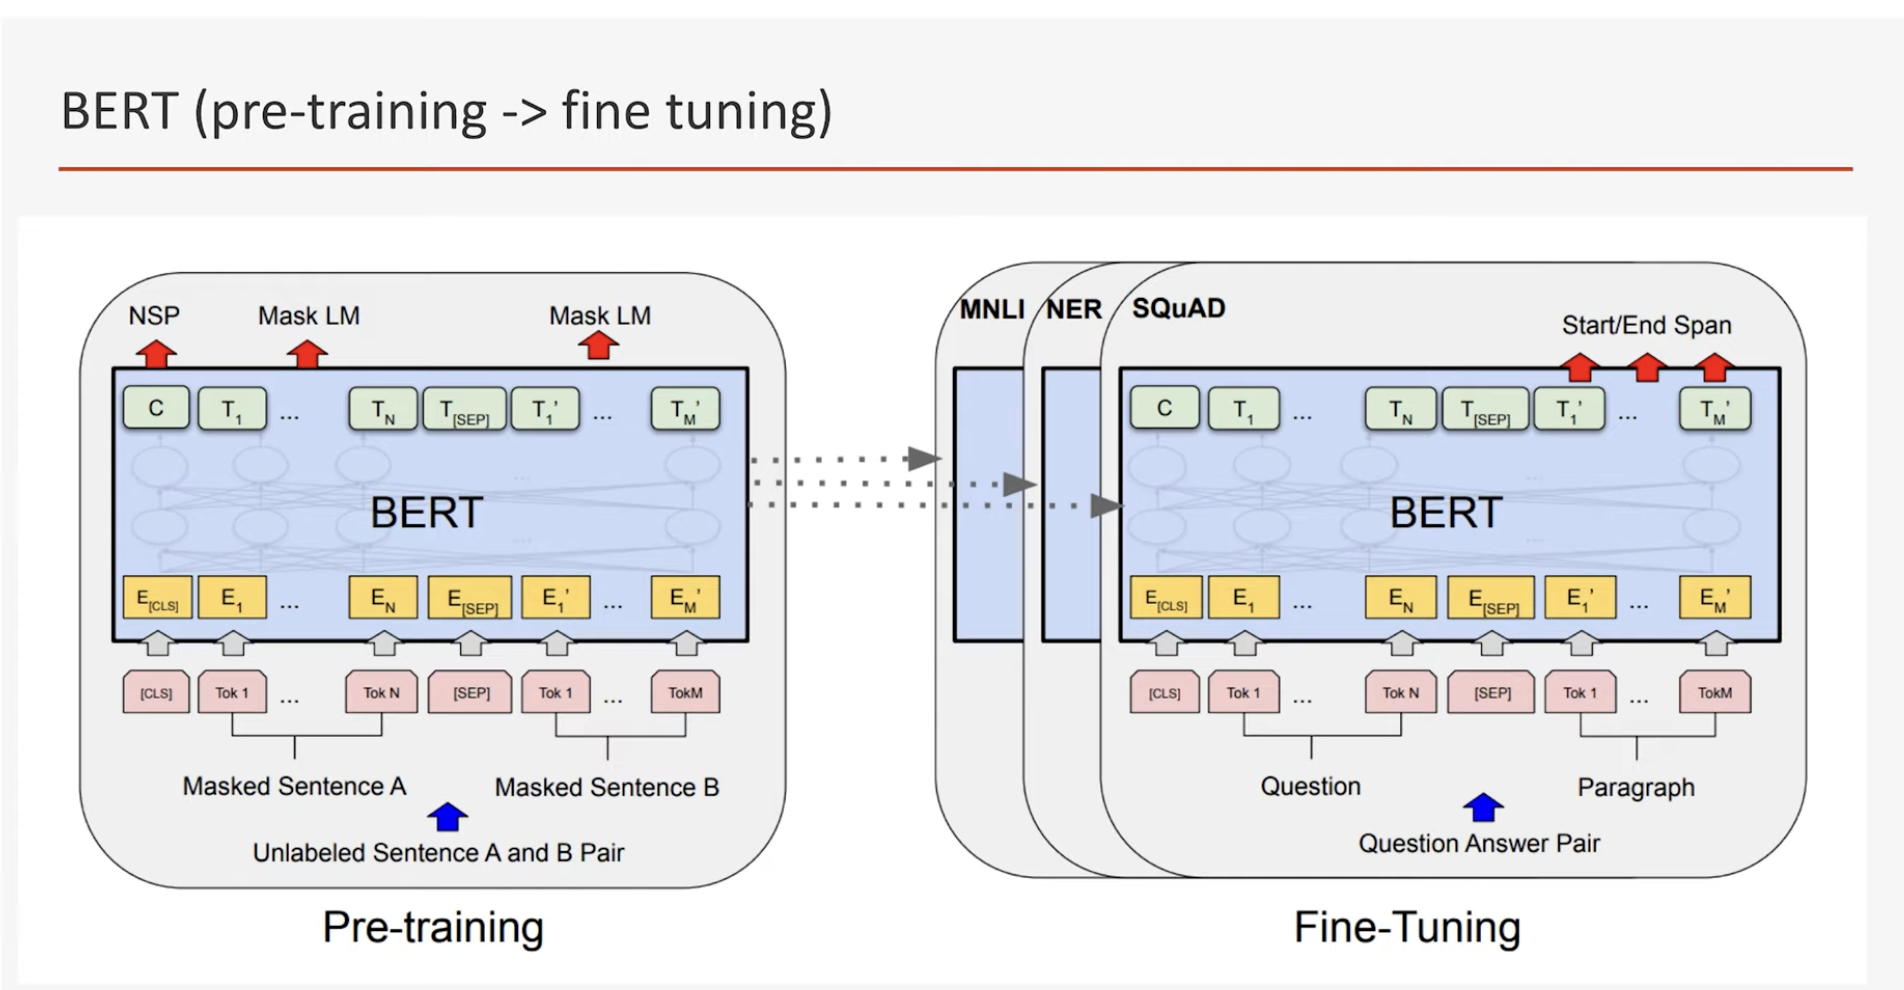 BERT (pre-training -> fine tuning)
NSP Mask LM Mask LM
C T1 ... TN T[SEP] T1' ... TM'
...
BERT
...
E[CLS] E1 ... EN E[SEP] E1' ... EM'
[CLS] Tok 1 ... Tok N [SEP] Tok 1 ... TokM
Masked Sentence A Masked Sentence B
Unlabeled Sentence A and B Pair
Pre-training
MNLI NER SQuAD
Start/End Span
C T1 ... TN T[SEP] T1' ... TM'
...
BERT
...
E[CLS] E1 ... EN E[SEP] E1' ... EM'
[CLS] Tok 1 ... Tok N [SEP] Tok 1 ... TokM
Question Paragraph
Question Answer Pair
Fine-Tuning